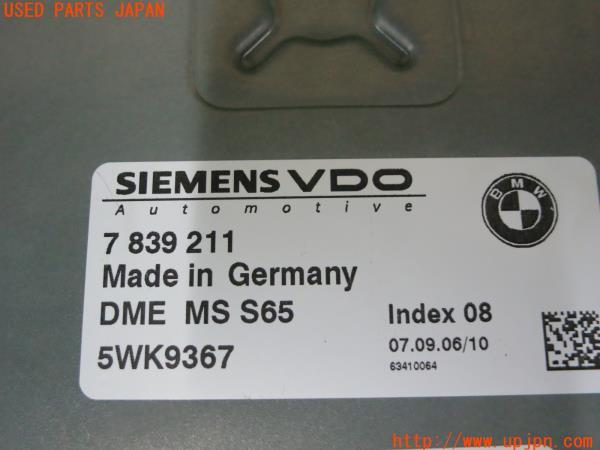 USED PARTS JAPAN
SIEMENS VDO
Automotive
BMW
7 839 211
Made in Germany
DME MS S65
Index 08
5WK9367
07.09.06/10
63410064
http://www.upjpn.com/